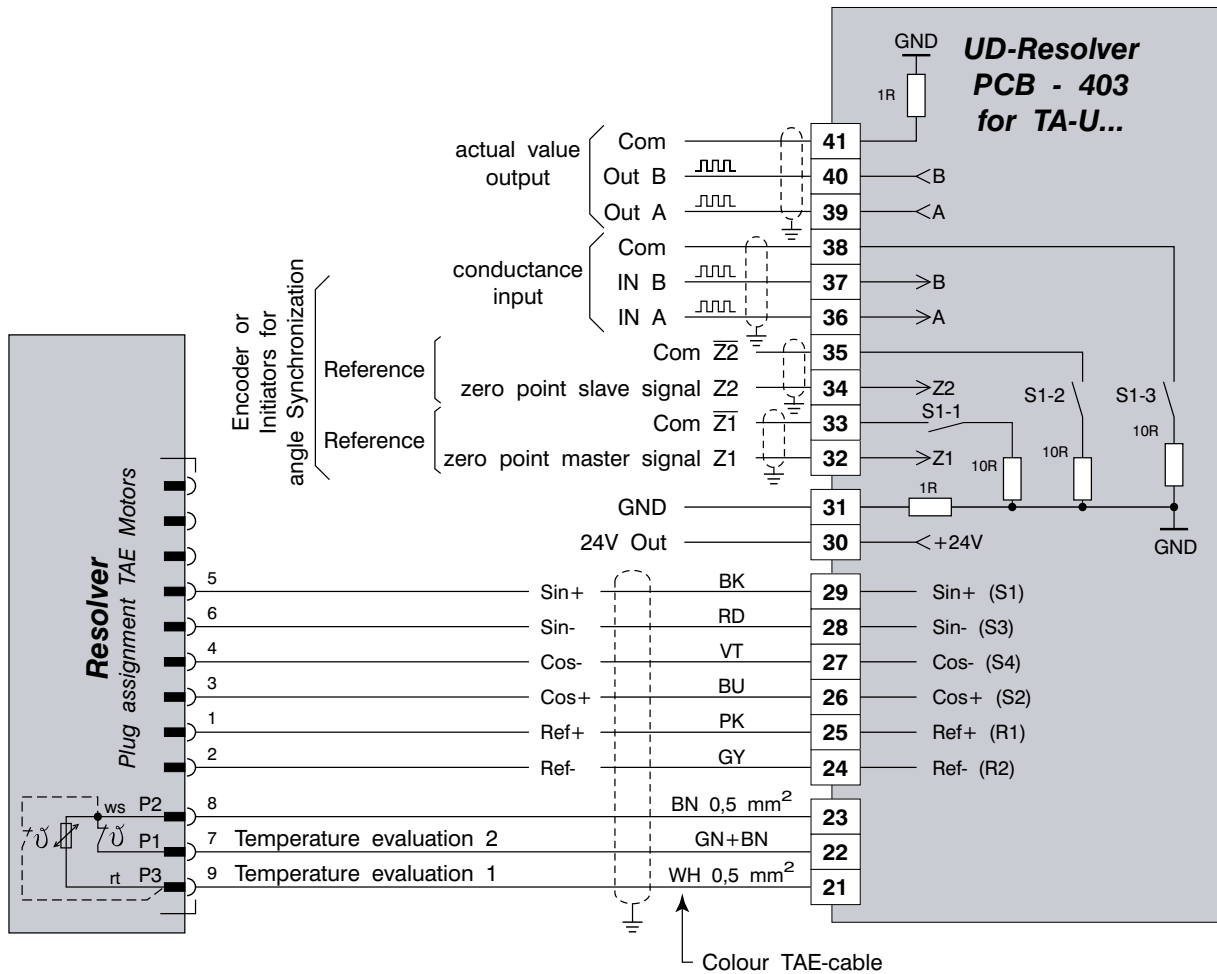 GND
UD-Resolver
PCB - 403
for TA-U...
1R
actual value
output
Com
41
Out B
40
B
Out A
39
A
conductance
input
Com
38
IN B
37
B
IN A
36
A
Encoder or
Initiators for
angle Synchronization
Reference
Com Z2
35
zero point slave signal Z2
34
Z2
Reference
Com Z1
33
zero point master signal Z1
32
Z1
S1-1
S1-2
S1-3
10R
10R
10R
GND
31
1R
24V Out
30
+24V
GND
Resolver
Plug assignment TAE Motors
5
Sin+
BK
29
Sin+ (S1)
6
Sin-
RD
28
Sin- (S3)
4
Cos-
VT
27
Cos- (S4)
3
Cos+
BU
26
Cos+ (S2)
1
Ref+
PK
25
Ref+ (R1)
2
Ref-
GY
24
Ref- (R2)
ws P2
8
BN 0,5 mm²
23
+ϑ
ϑ
P1
7
Temperature evaluation 2
GN+BN
22
rt P3
9
Temperature evaluation 1
WH 0,5 mm²
21
Colour TAE-cable